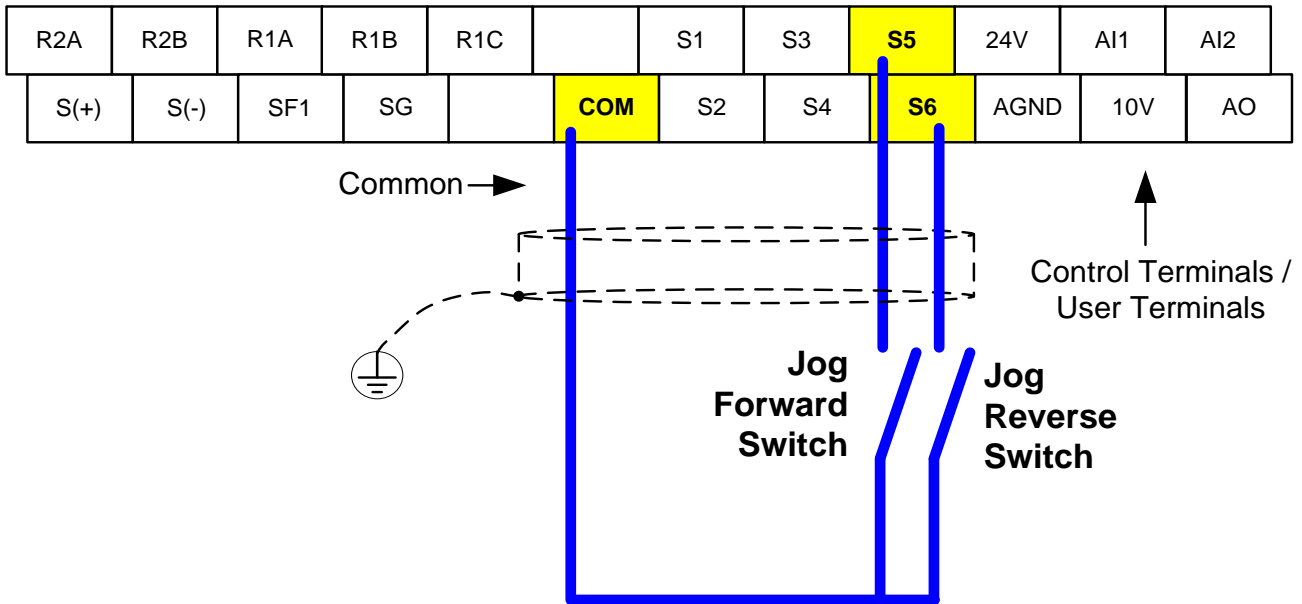 R2A R2B R1A R1B R1C S1 S3 S5 24V AI1 AI2
S(+) S(-) SF1 SG COM S2 S4 S6 AGND 10V AO
Common
Control Terminals /
User Terminals
Jog
Forward
Switch
Jog
Reverse
Switch